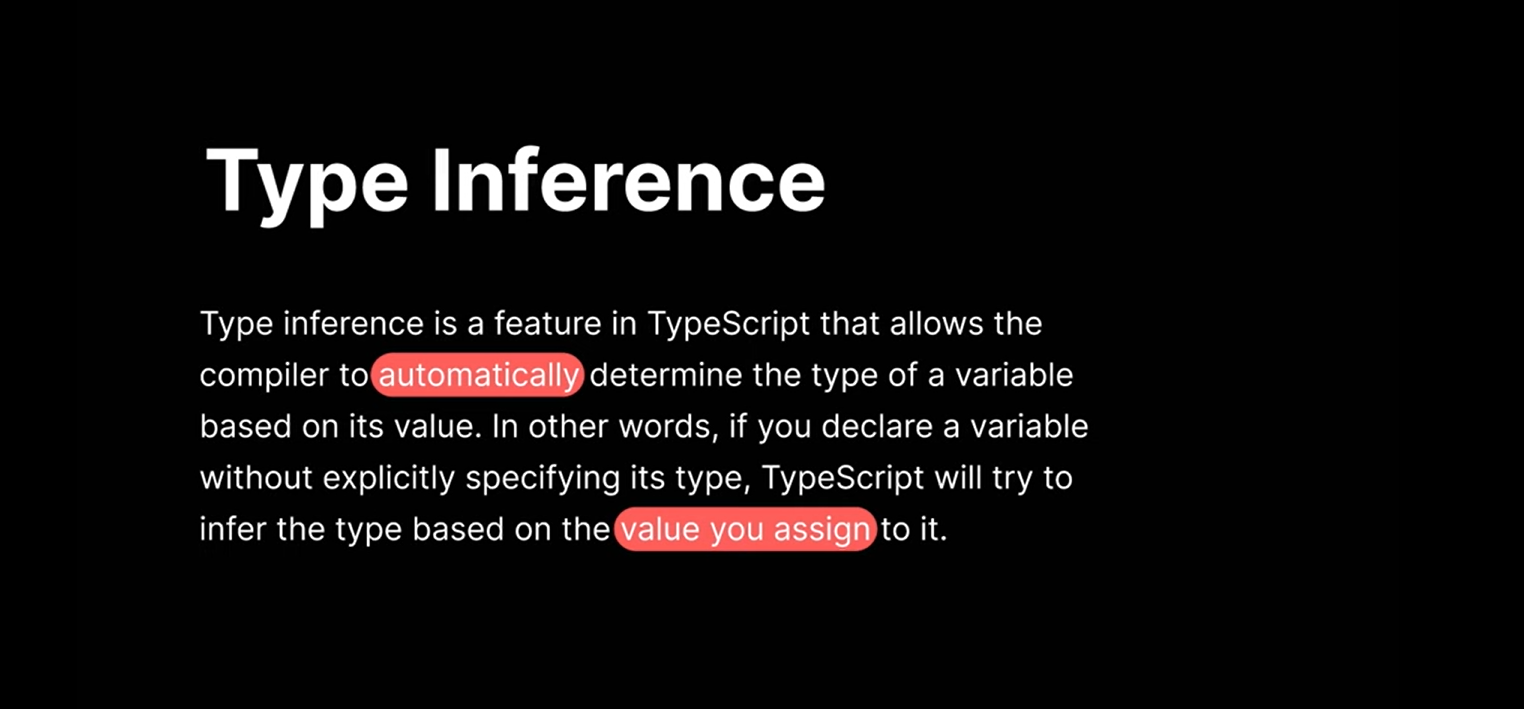 Type Inference
Type inference is a feature in TypeScript that allows the
compiler to automatically determine the type of a variable
based on its value. In other words, if you declare a variable
without explicitly specifying its type, TypeScript will try to
infer the type based on the value you assign to it.